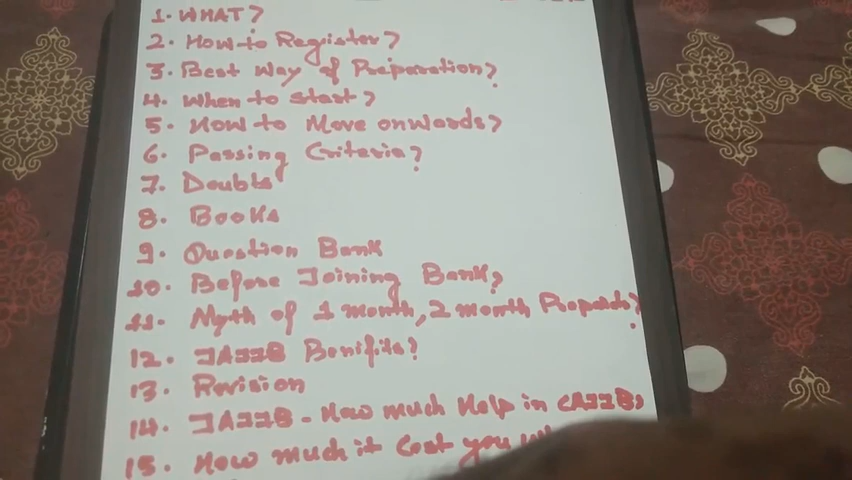 1. WHAT?
2. How to Register?
3. Best Way of Preparation?
4. When to start?
5. How to Move onwards?
6. Passing Criteria?
7. Doubts
8. Books
9. Question Bank
10. Before Joining Bank?
11. Myth of 1 month, 2 month
12. JAIIB Benifits?
13. Revision
14. JAIIB - How much Help in CAIIB?
15. How much it Cost you